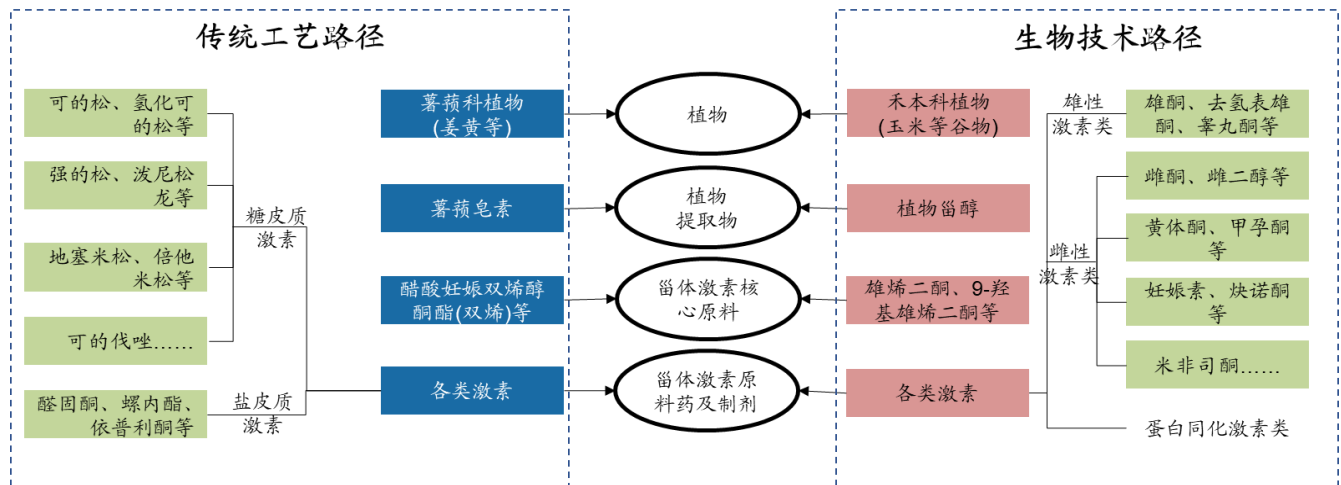 传统工艺路径
可的松、氢化可
的松等
强的松、泼尼松
龙等
地塞米松、倍他
米松等
可的伐唑……
醛固酮、螺内酯、
依普利酮等
糖皮质
激素
盐皮质
激素
薯蓣科植物
(姜黄等)
薯蓣皂素
醋酸妊娠双烯醇
酮酯(双烯)等
各类激素
植物
植物
提取物
甾体激素核
心原料
甾体激素原
料药及制剂
生物技术路径
禾本科植物
(玉米等谷物)
植物甾醇
雄烯二酮、9-羟
基雄烯二酮等
各类激素
雄性
激素类
雌性
激素类
雄酮、去氢表雄
酮、睾丸酮等
雌酮、雌二醇等
黄体酮、甲孕酮
等
妊娠素、炔诺酮
等
米非司酮……
蛋白同化激素类